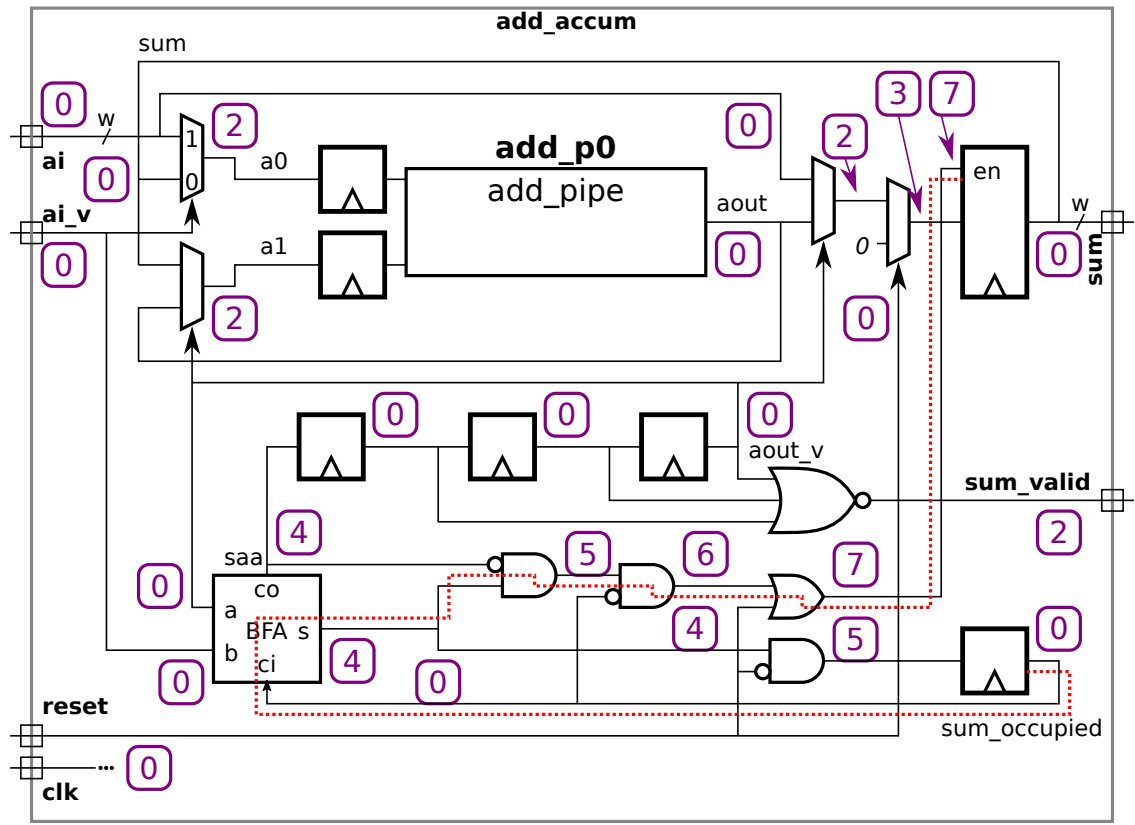 add_accum
sum
0
w
ai
0
ai_v
0
1
0
2
2
a0
a1
add_p0
add_pipe
aout
0
0
2
3
7
0
0
en
w
sum
0
0
0
0
aout_v
sum_valid
2
4
saa
co
a
BFA
s
b
ci
0
0
4
0
5
6
4
7
5
0
reset
sum_occupied
clk
...
0